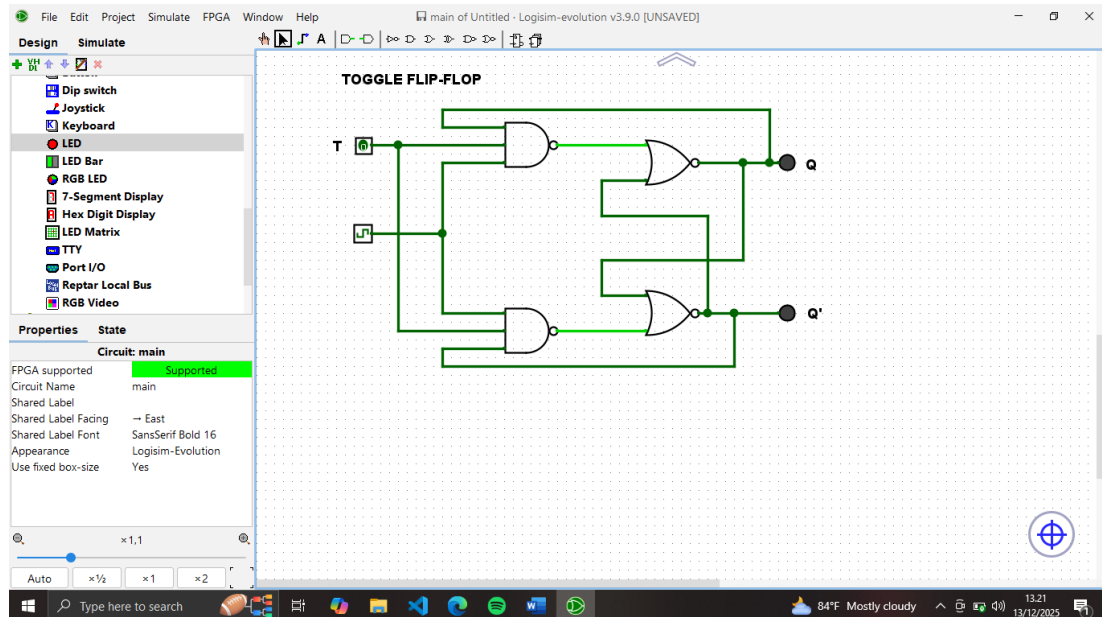 File Edit Project Simulate FPGA Window Help
main of Untitled · Logisim-evolution v3.9.0 [UNSAVED]
Design Simulate
A
VH
DL
Dip switch
Joystick
Keyboard
LED
LED Bar
RGB LED
7-Segment Display
Hex Digit Display
LED Matrix
TTY
Port I/O
Reptar Local Bus
RGB Video
Properties State
Circuit: main
FPGA supported Supported
Circuit Name main
Shared Label
Shared Label Facing → East
Shared Label Font SansSerif Bold 16
Appearance Logisim-Evolution
Use fixed box-size Yes
×1,1
Auto ×½ ×1 ×2
TOGGLE FLIP-FLOP
T
Q
Q'
Type here to search
84°F Mostly cloudy
13.21
13/12/2025
1